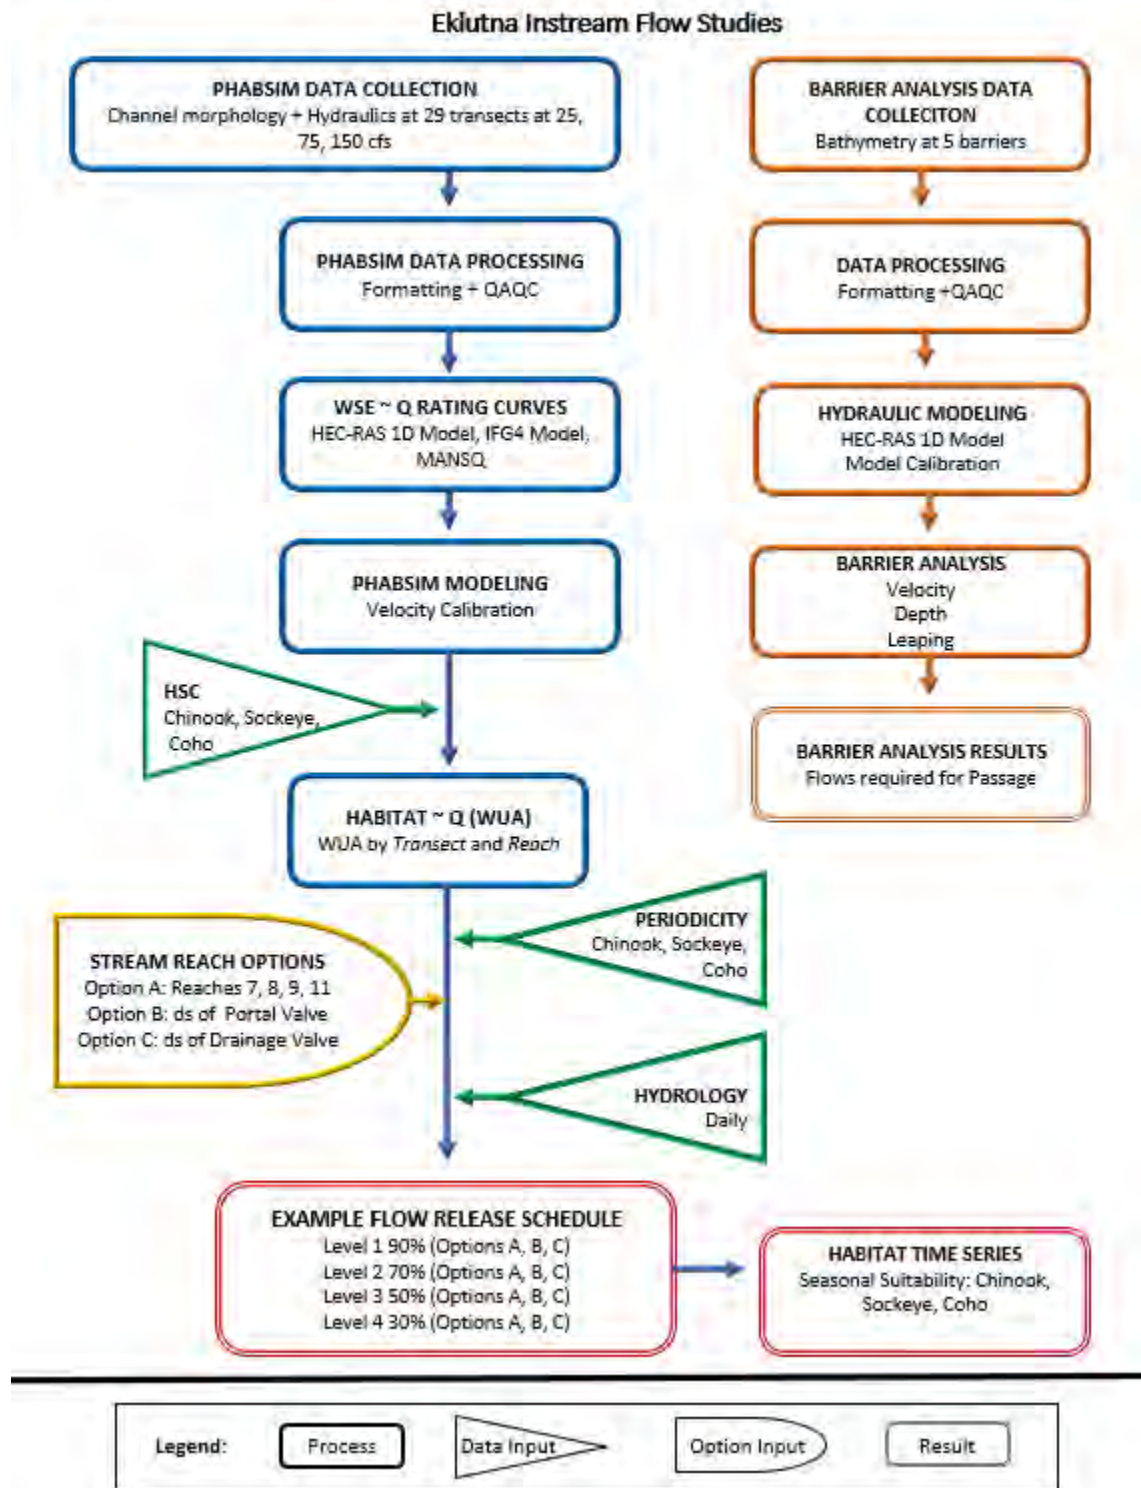 Eklutna Instream Flow Studies
PHABSIM DATA COLLECTION
Channel morphology + Hydraulics at 29 transects at 25,
75, 150 cfs
BARRIER ANALYSIS DATA
COLLECITON
Bathymetry at 5 barriers
PHABSIM DATA PROCESSING
Formatting + QAQC
DATA PROCESSING
Formatting +QAQC
WSE ~ Q RATING CURVES
HEC-RAS 1D Model, IFG4 Model,
MANSQ
HYDRAULIC MODELING
HEC-RAS 1D Model
Model Calibration
PHABSIM MODELING
Velocity Calibration
BARRIER ANALYSIS
Velocity
Depth
Leaping
HSC
Chinook, Sockeye,
Coho
BARRIER ANALYSIS RESULTS
Flows required for Passage
HABITAT ~ Q (WUA)
WUA by Transect and Reach
PERIODICITY
Chinook, Sockeye,
Coho
STREAM REACH OPTIONS
Option A: Reaches 7, 8, 9, 11
Option B: ds of Portal Valve
Option C: ds of Drainage Valve
HYDROLOGY
Daily
EXAMPLE FLOW RELEASE SCHEDULE
Level 1 90% (Options A, B, C)
Level 2 70% (Options A, B, C)
Level 3 50% (Options A, B, C)
Level 4 30% (Options A, B, C)
HABITAT TIME SERIES
Seasonal Suitability: Chinook,
Sockeye, Coho
Legend:
Process
Data Input
Option Input
Result